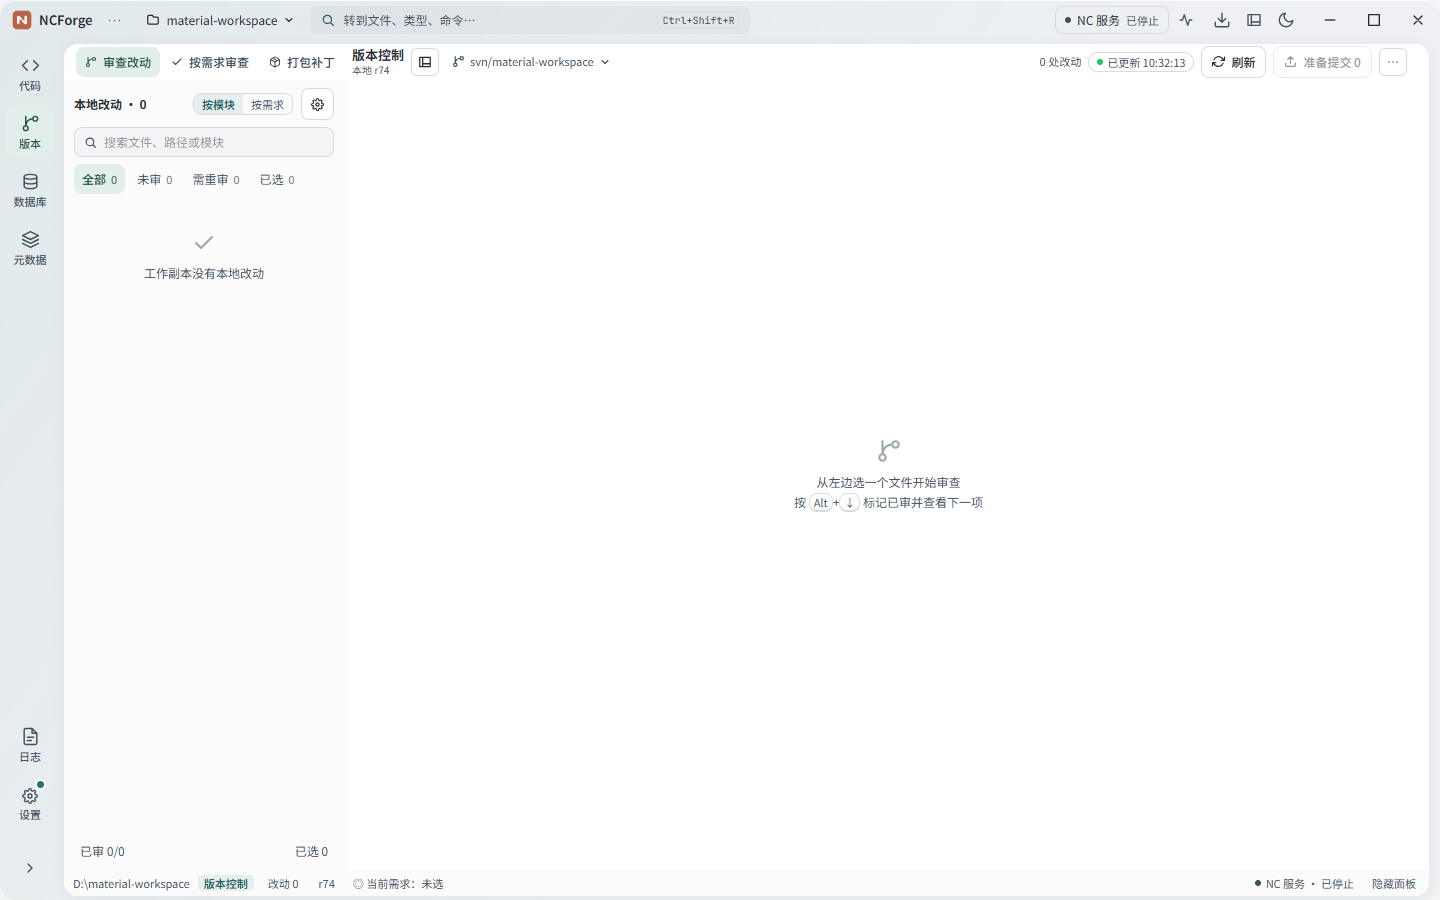 NCForge ··· material-workspace 转到文件、类型、命令··· Ctrl+Shift+R NC 服务 已停止
代码
版本
数据库
元数据
日志
设置
审查改动 按需求审查 打包补丁
版本控制
本地 r74
svn/material-workspace
0 处改动 已更新 10:32:13 刷新 准备提交 0 ···
本地改动 · 0 按模块 按需求
搜索文件、路径或模块
全部 0 未审 0 需重审 0 已选 0
工作副本没有本地改动
从左边选一个文件开始审查
按 Alt + ↓ 标记已审并查看下一项
已审 0/0 已选 0
D:\material-workspace 版本控制 改动 0 r74 ◎ 当前需求：未选 NC 服务 · 已停止 隐藏面板